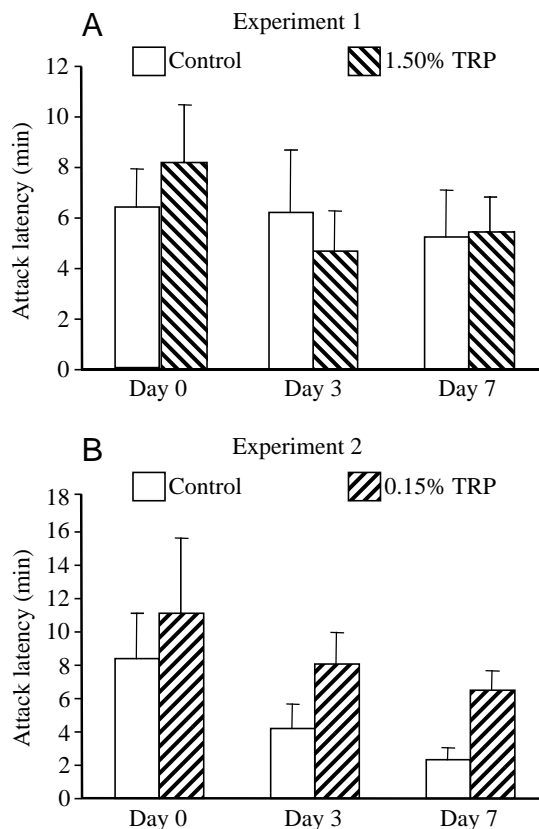 A
Experiment 1
Control
1.50% TRP
Attack latency (min)
12
10
8
6
4
2
0
Day 0
Day 3
Day 7
B
Experiment 2
Control
0.15% TRP
Attack latency (min)
18
16
14
12
10
8
6
4
2
0
Day 0
Day 3
Day 7